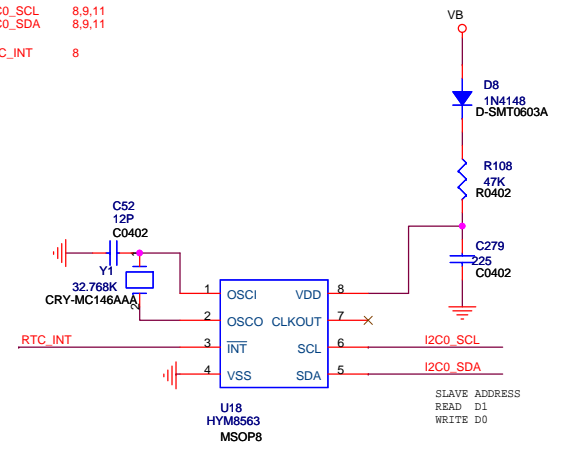 C0_SCL 8,9,11
C0_SDA 8,9,11
C_INT 8
VB
D8
1N4148
D-SMT0603A
R108
47K
R0402
C52
12P
C0402
C279
225
C0402
1
Y1
32.768K
CRY-MC146AAA
2
1 OSCI VDD 8
2 OSCO CLKOUT 7
RTC_INT 3 INT SCL 6 I2C0_SCL
4 VSS SDA 5 I2C0_SDA
SLAVE ADDRESS
READ D1
WRITE D0
U18
HYM8563
MSOP8